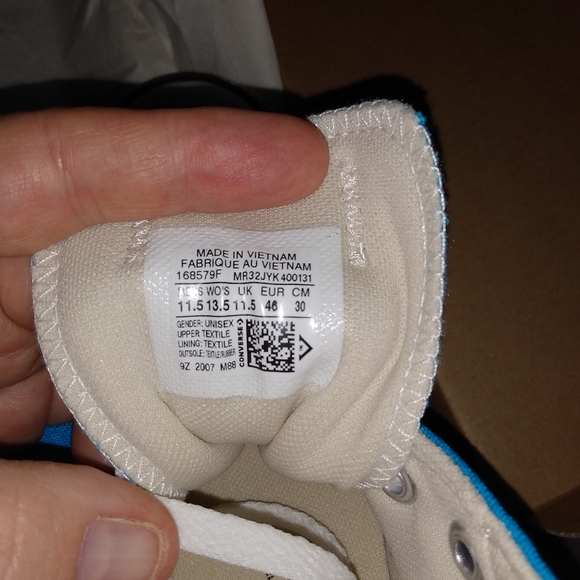 MADE IN VIETNAM
FABRIQUE AU VIETNAM
168579F MR32JYK400131
WO'S UK EUR CM
11.5 13.5 11.5 46 30
GENDER: UNISEX
UPPER TEXTILE
LINING: TEXTILE
OUTSOLE: TEXTILE/RUBBER
CONVERSE
9Z 2007 M88